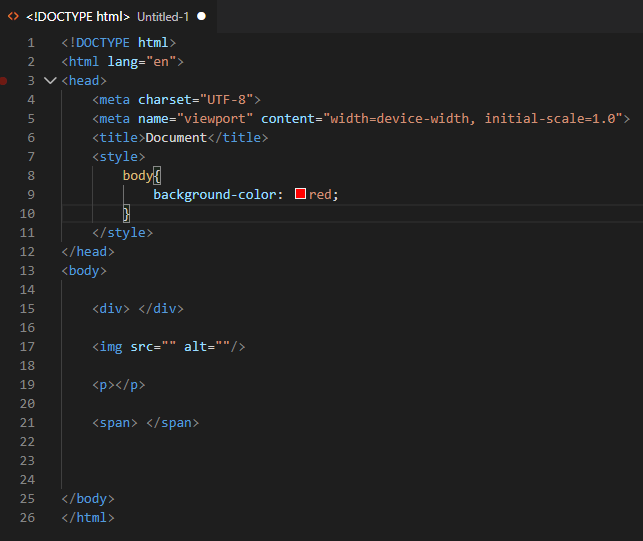 <!DOCTYPE html> Untitled-1
1 <!DOCTYPE html>
2 <html lang="en">
3 <head>
4 <meta charset="UTF-8">
5 <meta name="viewport" content="width=device-width, initial-scale=1.0">
6 <title>Document</title>
7 <style>
8 body{
9 background-color: red;
10 }
11 </style>
12 </head>
13 <body>
14
15 <div> </div>
16
17 <img src="" alt=""/>
18
19 <p></p>
20
21 <span> </span>
22
23
24
25 </body>
26 </html>